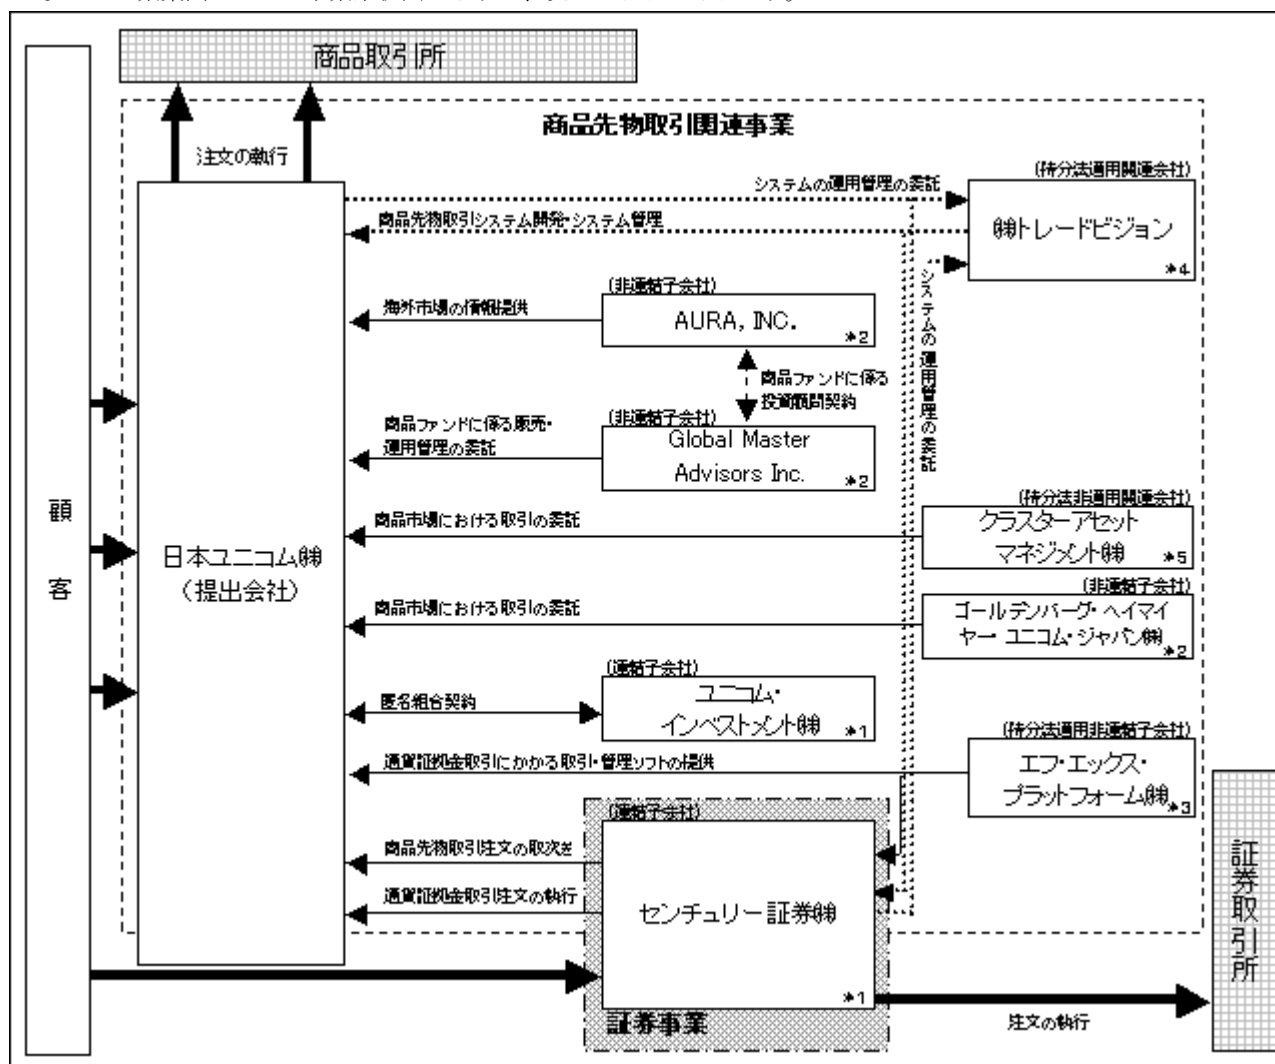 商品取引所
商品先物取引関連事業
注文の執行
(持分法適用関連会社)
システムの運用管理の委託
㈱トレードビジョン
*4
商品先物取引システム開発・システム管理
(非連結子会社)
AURA, INC.
*2
海外市場の情報提供
システムの運用管理の委託
商品ファンドに係る
投資顧問契約
(非連結子会社)
Global Master
Advisors Inc.
*2
商品ファンドに係る販売・
運用管理の委託
(持分法非適用関連会社)
クラスターアセット
マネジメント㈱
*5
商品市場における取引の委託
顧客
日本ユニコム㈱
(提出会社)
(非連結子会社)
ゴールデンバーグ・ヘイマイ
ヤー・ユニコム・ジャパン㈱
*2
商品市場における取引の委託
(連結子会社)
ユニコム・
インベストメント㈱
*1
匿名組合契約
(持分法適用非連結子会社)
エフ・エックス・
プラットフォーム㈱
*3
通貨証拠金取引にかかる取引・管理ソフトの提供
(連結子会社)
商品先物取引注文の取次ぎ
通貨証拠金取引注文の執行
センチュリー証券㈱
*1
証券事業
注文の執行
証券取引所